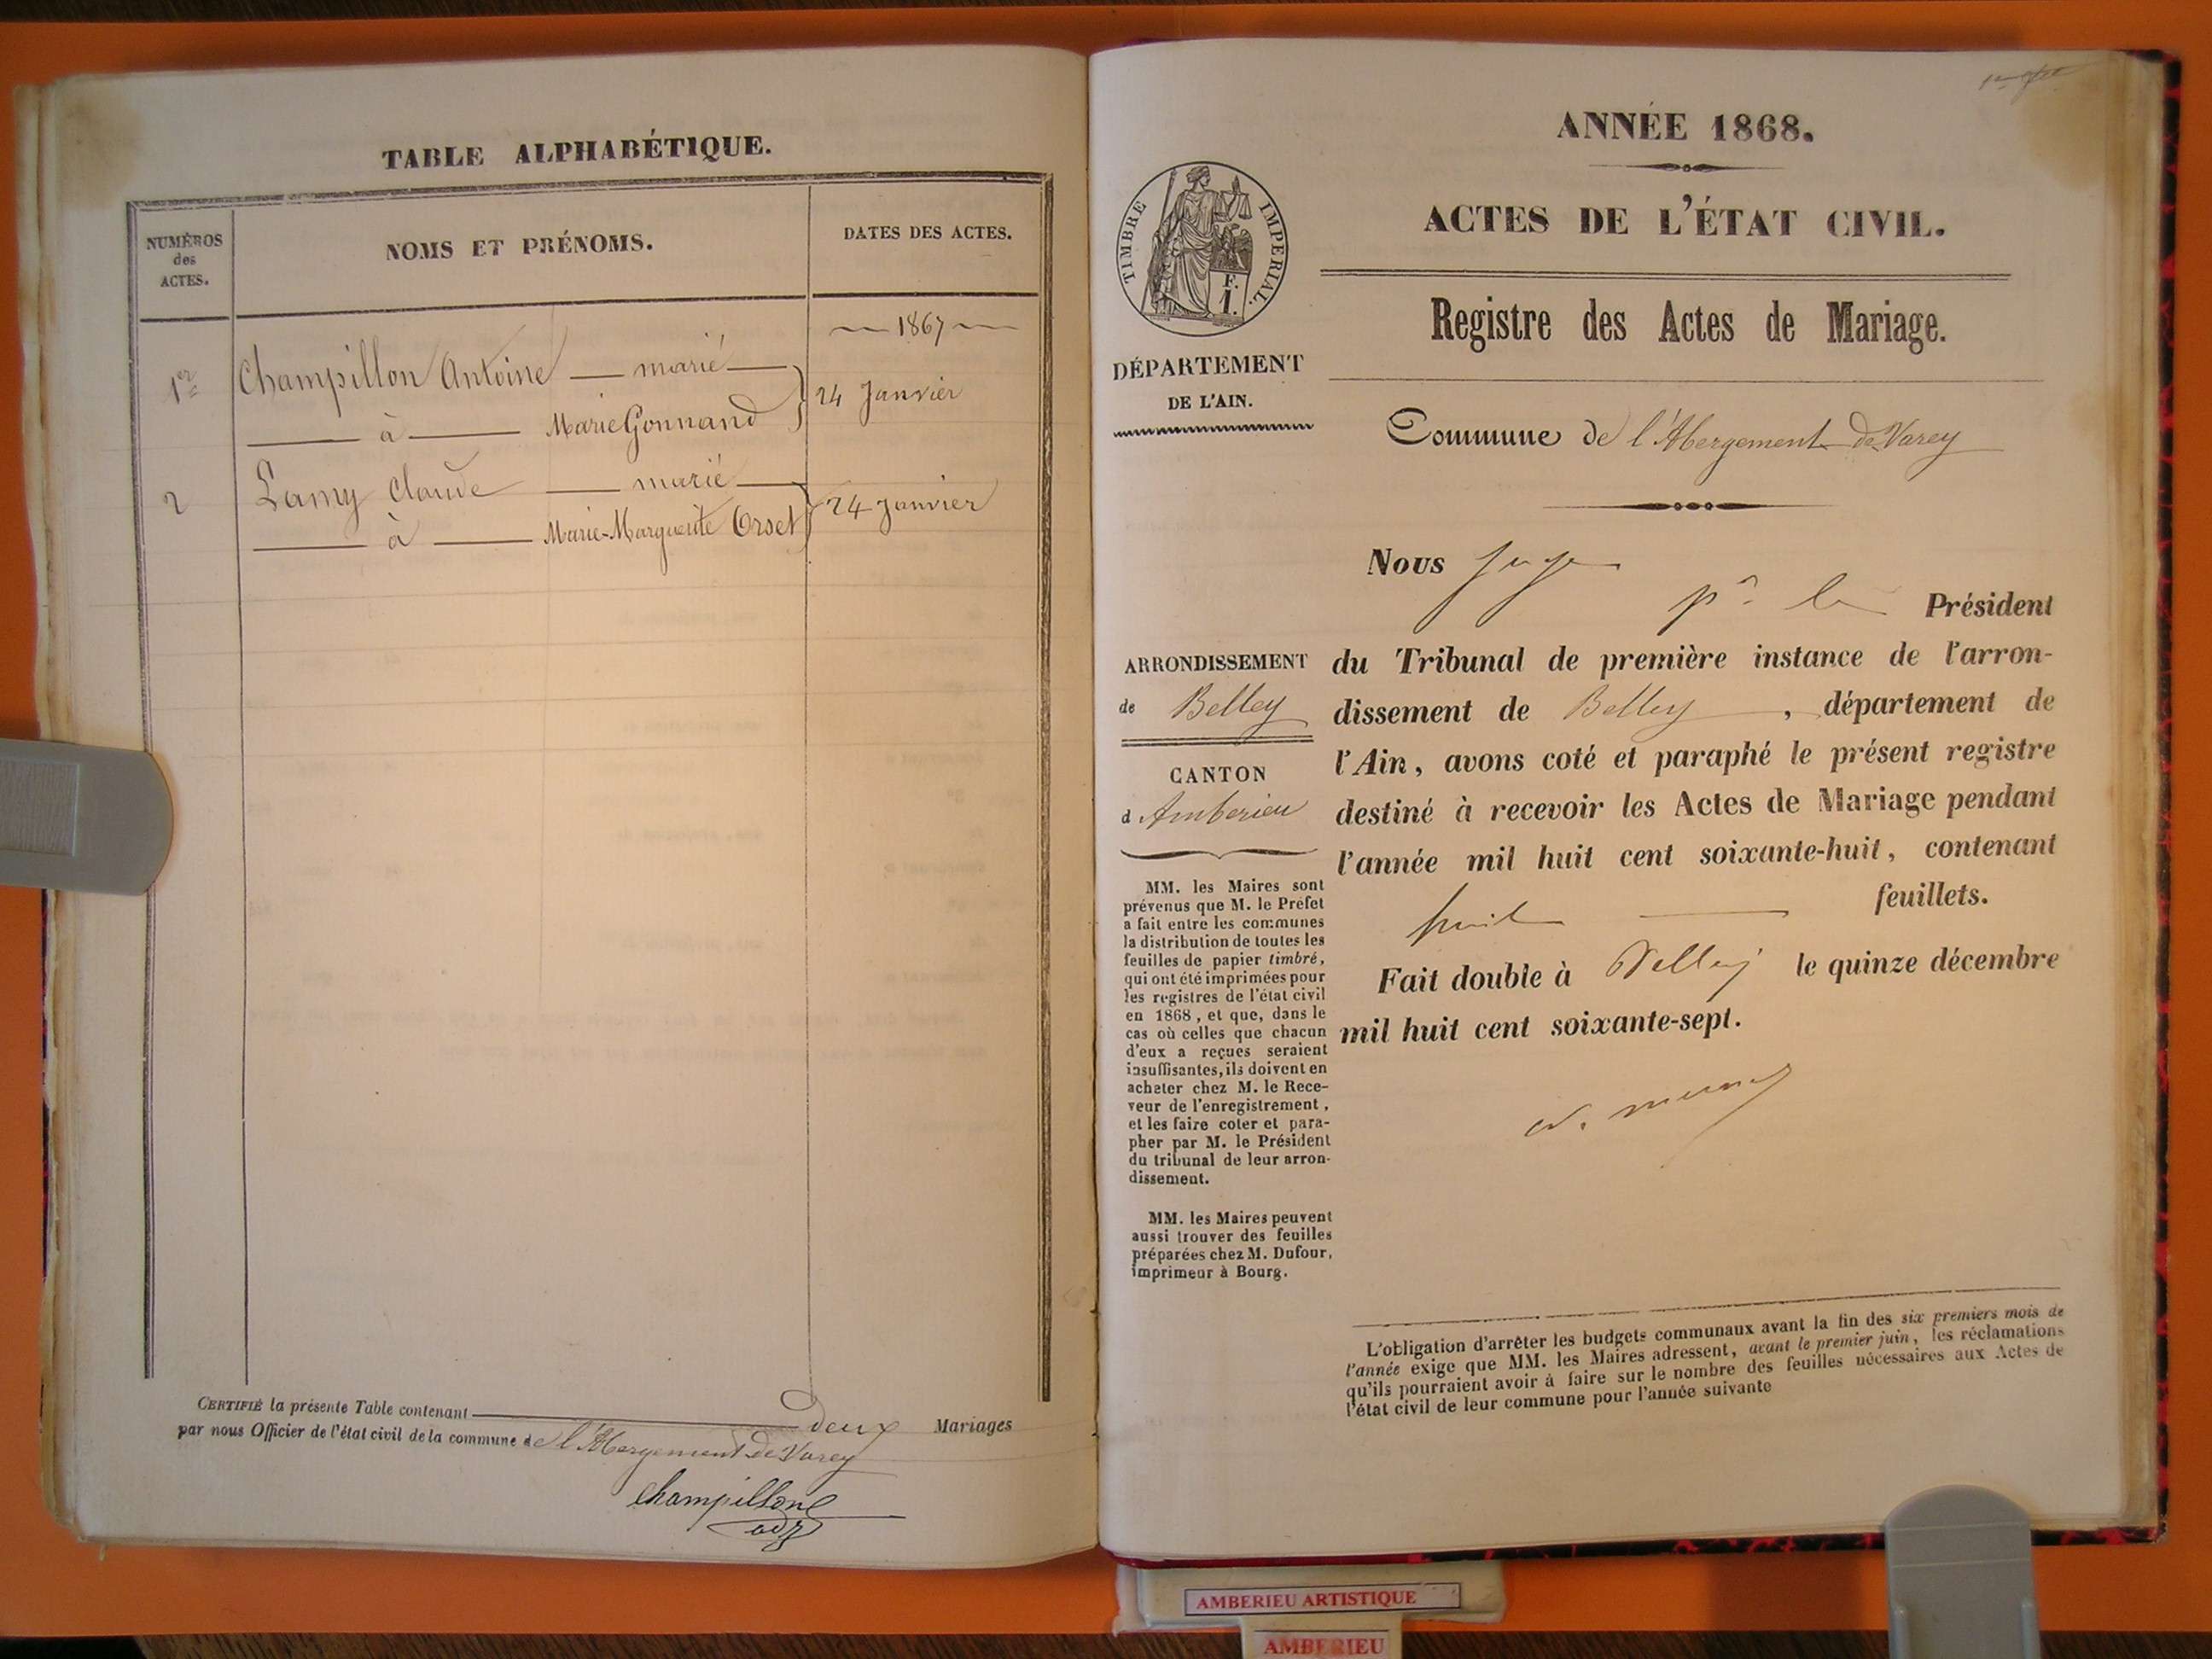 TABLE ALPHABÉTIQUE.
NUMÉROS
des
ACTES.
NOMS ET PRÉNOMS.
DATES DES ACTES.
1867
1er Champillon Antoine marié
à Marie Gonnand
24 Janvier
2 Lamy Claude marié
à Marie-Marguerite Orset
24 Janvier
CERTIFIÉ la présente Table contenant deux Mariages
par nous Officier de l'état civil de la commune de l'Abergement de Varey
Champillon
adj
ANNÉE 1868.
ACTES DE L'ÉTAT CIVIL.
TIMBRE IMPERIAL.
F.
1.
DÉPARTEMENT
DE L'AIN.
Registre des Actes de Mariage.
Commune de l'Abergement de Varey
Nous juge
pr le Président
du Tribunal de première instance de l'arron-
dissement de Belley, département de
l'Ain, avons coté et paraphé le présent registre
destiné à recevoir les Actes de Mariage pendant
l'année mil huit cent soixante-huit, contenant
huit feuillets.
Fait double à Belley le quinze décembre
mil huit cent soixante-sept.
ARRONDISSEMENT
de Belley
CANTON
d Amberieu
MM. les Maires sont
prévenus que M. le Préfet
a fait entre les communes
la distribution de toutes les
feuilles de papier timbré,
qui ont été imprimées pour
les registres de l'état civil
en 1868, et que, dans le
cas où celles que chacun
d'eux a reçues seraient
insuffisantes, ils doivent en
acheter chez M. le Rece-
veur de l'enregistrement,
et les faire coter et para-
pher par M. le Président
du tribunal de leur arron-
dissement.
MM. les Maires peuvent
aussi trouver des feuilles
préparées chez M. Dufour,
imprimeur à Bourg.
L'obligation d'arrêter les budgets communaux avant la fin des six premiers mois de
l'année exige que MM. les Maires adressent, avant le premier juin, les réclamations
qu'ils pourraient avoir à faire sur le nombre des feuilles nécessaires aux Actes de
l'état civil de leur commune pour l'année suivante
AMBERIEU ARTISTIQUE
AMBERIEU